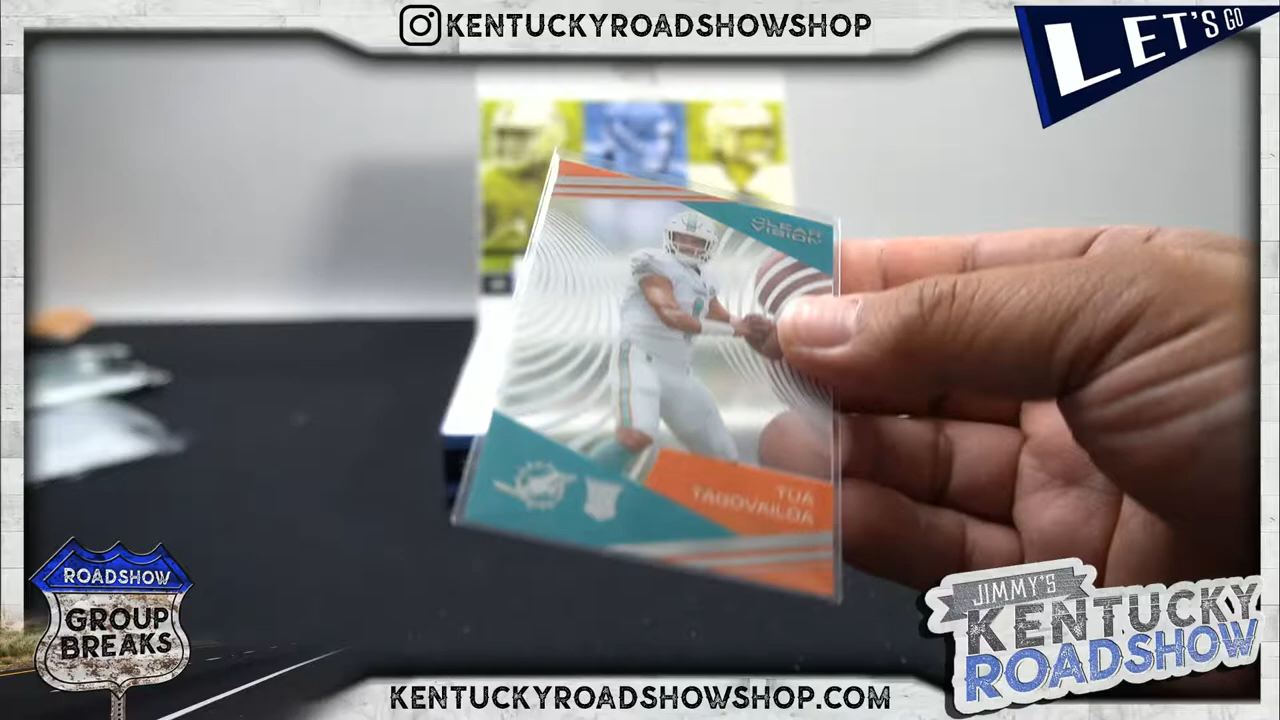 KENTUCKYROADSHOWSHOP
LET'S GO
CLEAR
VISION
TUA
TAGOVAILOA
ROADSHOW
GROUP
BREAKS
JIMMY'S
KENTUCKY
ROADSHOW
KENTUCKYROADSHOWSHOP.COM